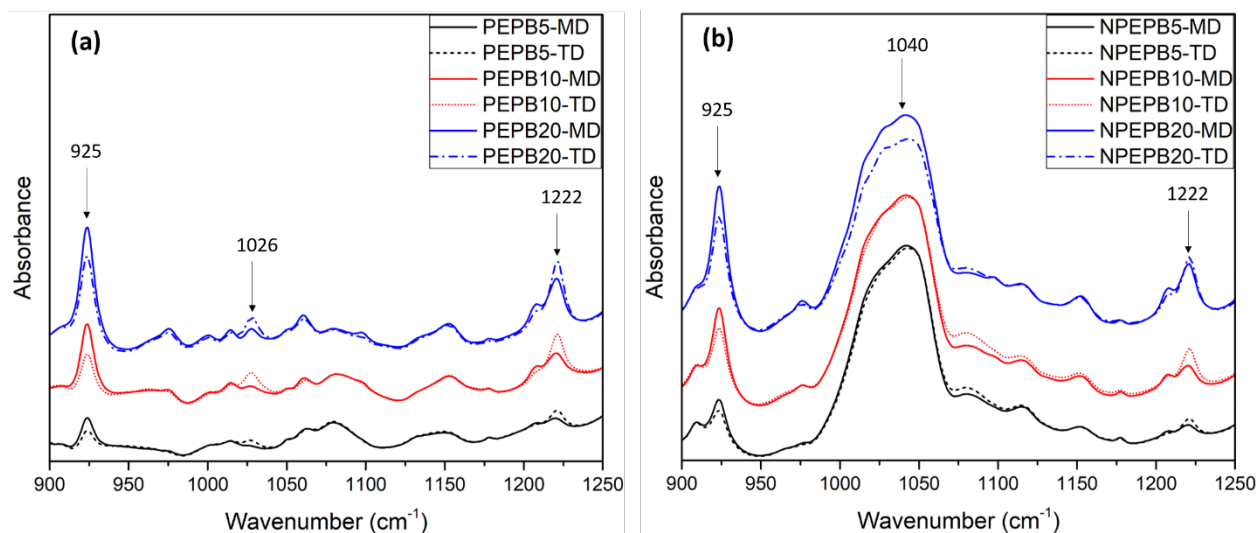 (a)
PEPB5-MD
PEPB5-TD
PEPB10-MD
PEPB10-TD
PEPB20-MD
PEPB20-TD
925
1026
1222
Absorbance
900 950 1000 1050 1100 1150 1200 1250
Wavenumber (cm-1)
(b)
NPEPB5-MD
NPEPB5-TD
NPEPB10-MD
NPEPB10-TD
NPEPB20-MD
NPEPB20-TD
1040
925
1222
Absorbance
900 950 1000 1050 1100 1150 1200 1250
Wavenumber (cm-1)